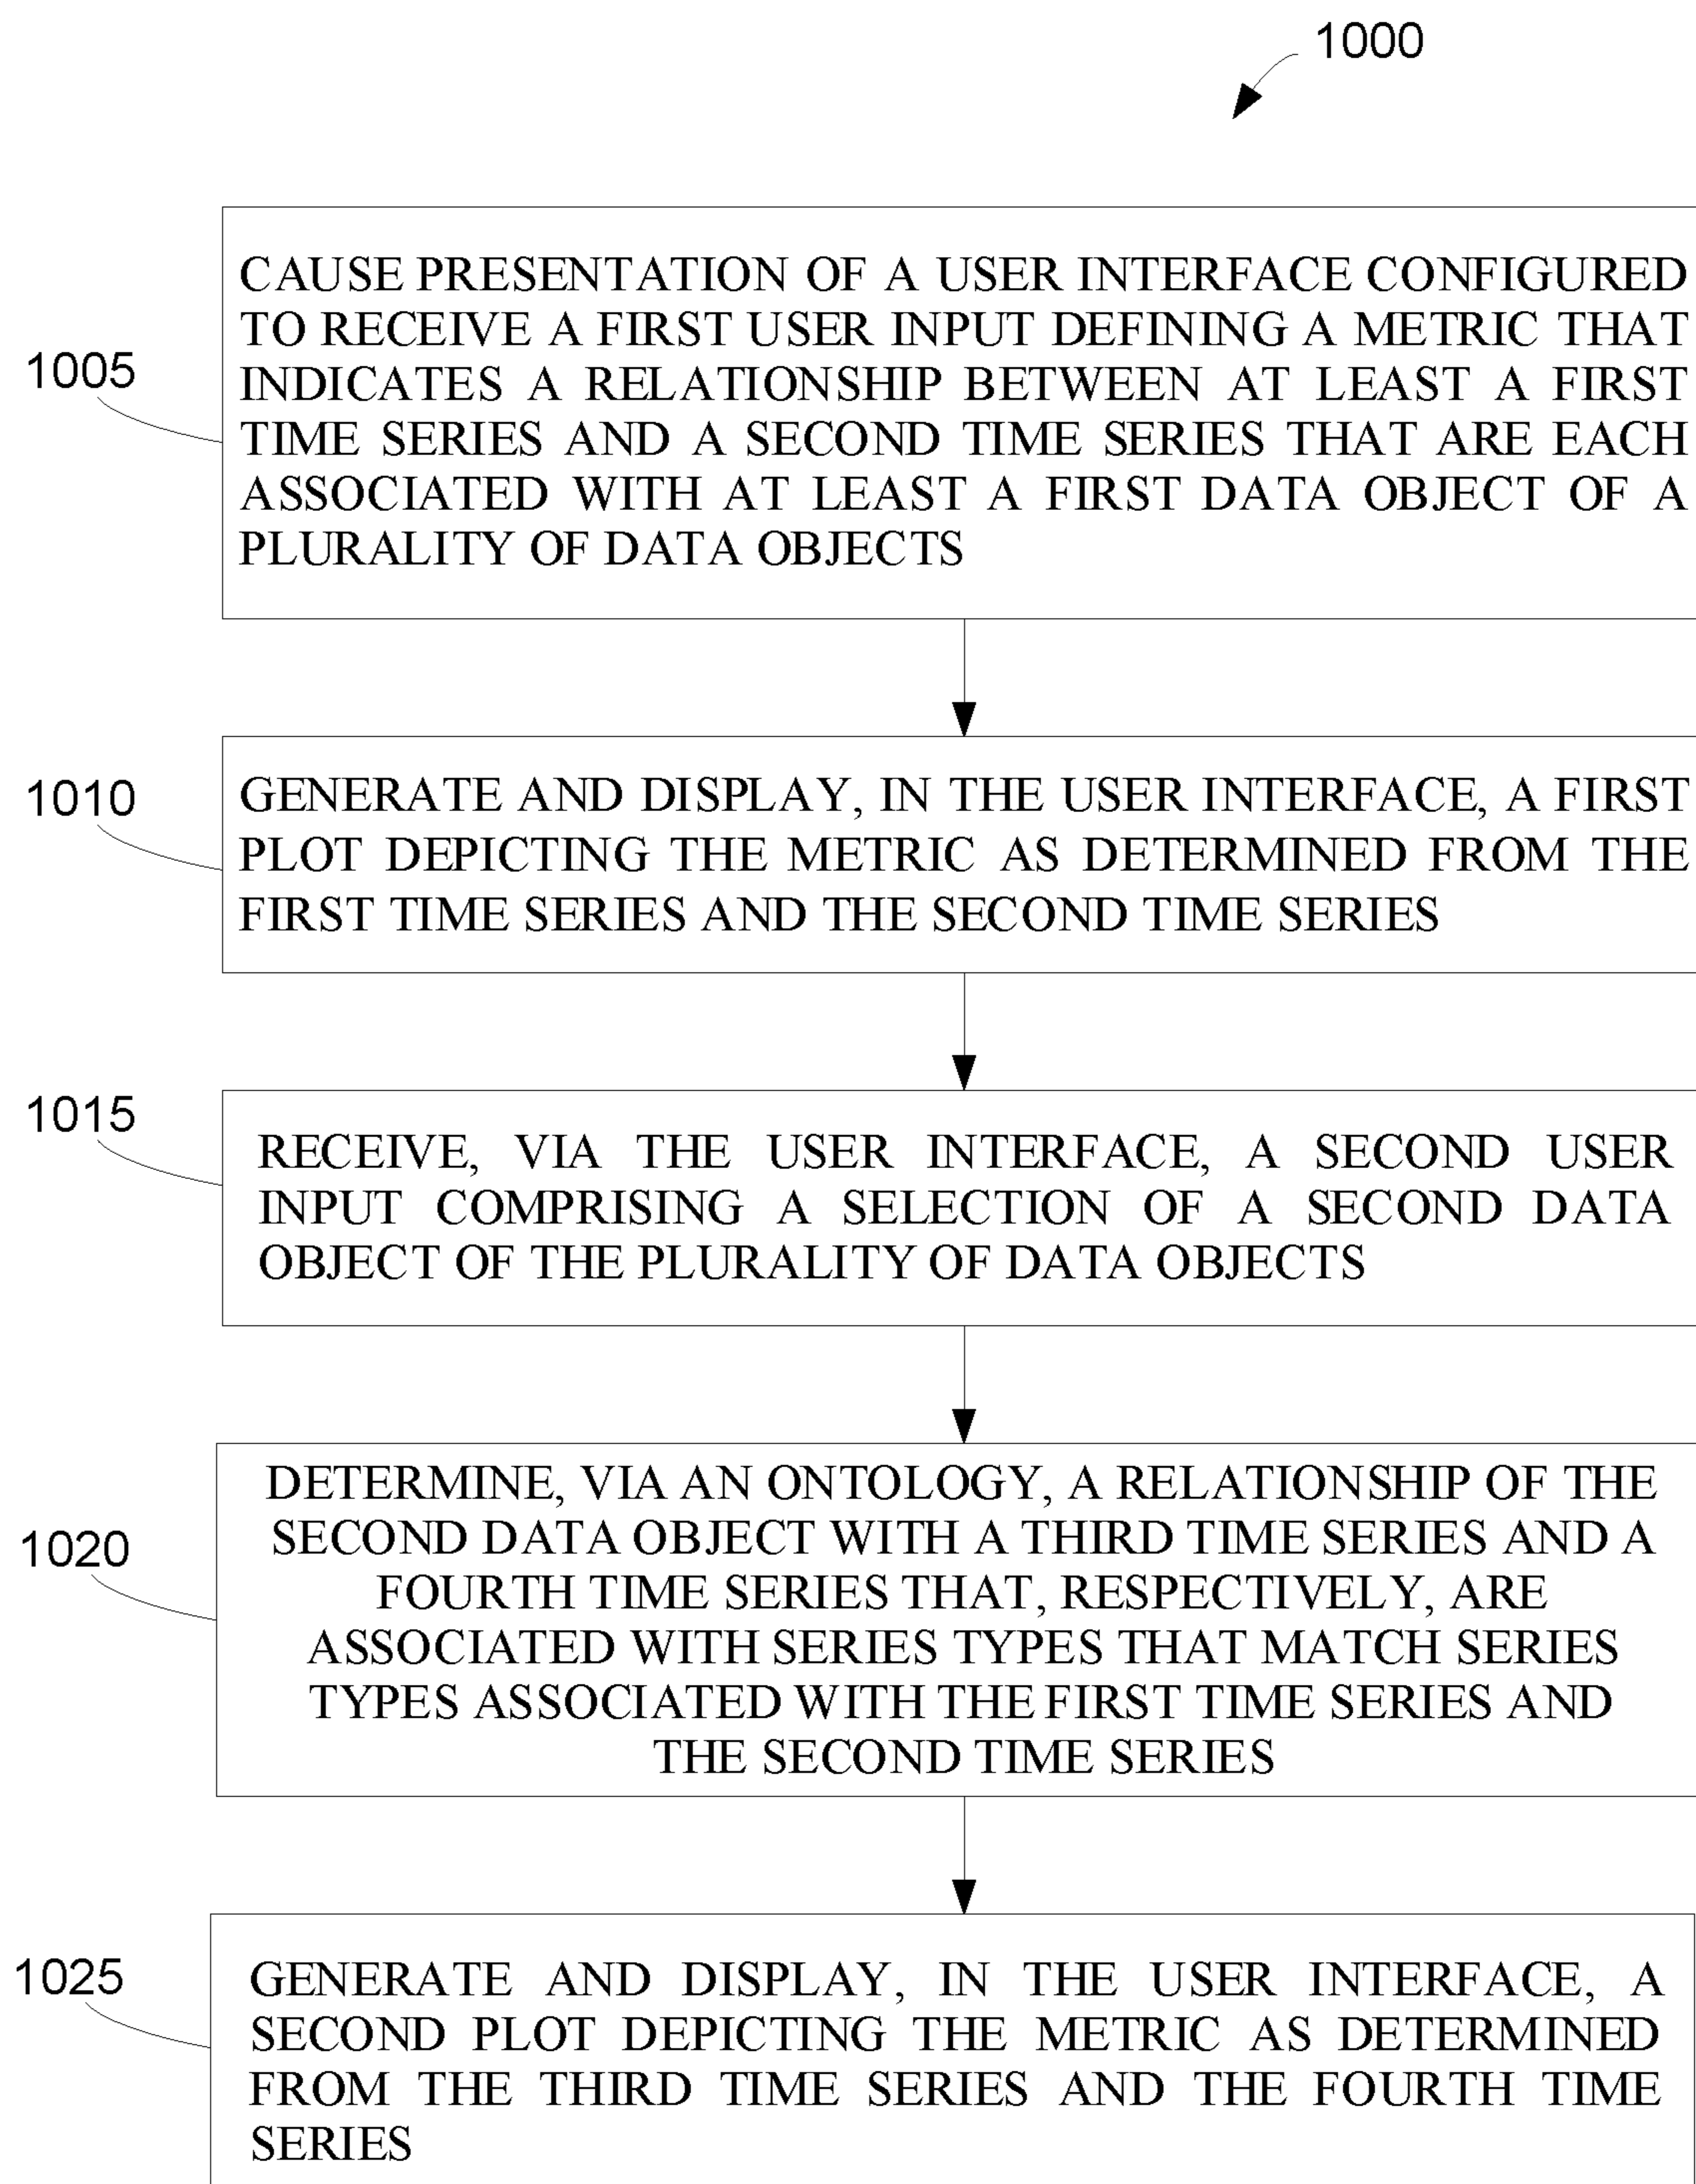 1000
1005
CAUSE PRESENTATION OF A USER INTERFACE CONFIGURED
TO RECEIVE A FIRST USER INPUT DEFINING A METRIC THAT
INDICATES A RELATIONSHIP BETWEEN AT LEAST A FIRST
TIME SERIES AND A SECOND TIME SERIES THAT ARE EACH
ASSOCIATED WITH AT LEAST A FIRST DATA OBJECT OF A
PLURALITY OF DATA OBJECTS
1010
GENERATE AND DISPLAY, IN THE USER INTERFACE, A FIRST
PLOT DEPICTING THE METRIC AS DETERMINED FROM THE
FIRST TIME SERIES AND THE SECOND TIME SERIES
1015
RECEIVE, VIA THE USER INTERFACE, A SECOND USER
INPUT COMPRISING A SELECTION OF A SECOND DATA
OBJECT OF THE PLURALITY OF DATA OBJECTS
1020
DETERMINE, VIA AN ONTOLOGY, A RELATIONSHIP OF THE
SECOND DATA OBJECT WITH A THIRD TIME SERIES AND A
FOURTH TIME SERIES THAT, RESPECTIVELY, ARE
ASSOCIATED WITH SERIES TYPES THAT MATCH SERIES
TYPES ASSOCIATED WITH THE FIRST TIME SERIES AND
THE SECOND TIME SERIES
1025
GENERATE AND DISPLAY, IN THE USER INTERFACE, A
SECOND PLOT DEPICTING THE METRIC AS DETERMINED
FROM THE THIRD TIME SERIES AND THE FOURTH TIME
SERIES